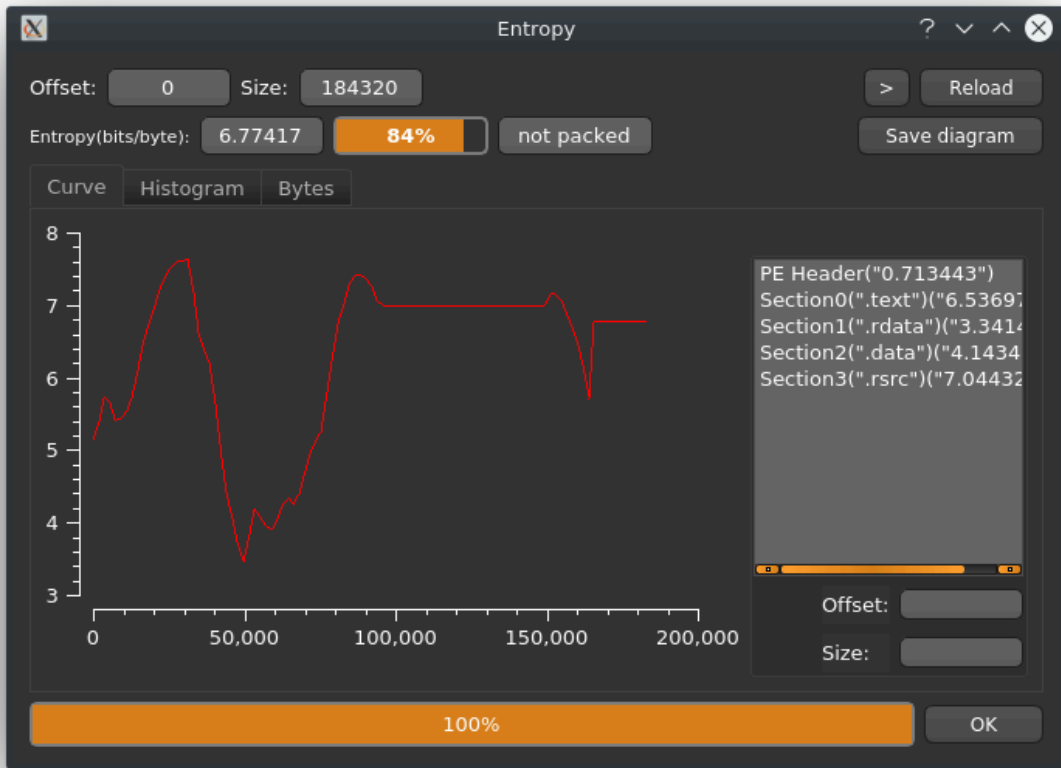 Entropy
Offset: 0 Size: 184320 > Reload
Entropy(bits/byte): 6.77417 84% not packed Save diagram
Curve Histogram Bytes
8
7
6
5
4
3
0 50,000 100,000 150,000 200,000
PE Header("0.713443")
Section0(".text")("6.53697
Section1(".rdata")("3.3414
Section2(".data")("4.1434
Section3(".rsrc")("7.04432
Offset:
Size:
100% OK